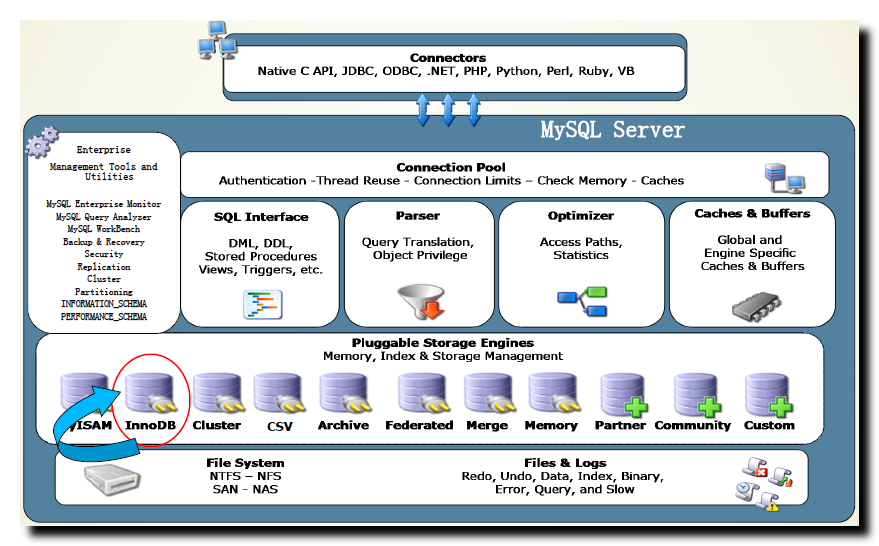 Connectors
Native C API, JDBC, ODBC, .NET, PHP, Python, Perl, Ruby, VB
MySQL Server
Enterprise
Management Tools and
Utilities
MySQL Enterprise Monitor
MySQL Query Analyzer
MySQL WorkBench
Backup & Recovery
Security
Replication
Cluster
Partitioning
INFORMATION_SCHEMA
PERFORMANCE_SCHEMA
Connection Pool
Authentication -Thread Reuse - Connection Limits – Check Memory - Caches
SQL Interface
DML, DDL,
Stored Procedures
Views, Triggers, etc.
Parser
Query Translation,
Object Privilege
Optimizer
Access Paths,
Statistics
Caches & Buffers
Global and
Engine Specific
Caches & Buffers
Pluggable Storage Engines
Memory, Index & Storage Management
InnoDB
Cluster
CSV
Archive
Federated
Merge
Memory
Partner
Community
Custom
File System
NTFS – NFS
SAN - NAS
Files & Logs
Redo, Undo, Data, Index, Binary,
Error, Query, and Slow